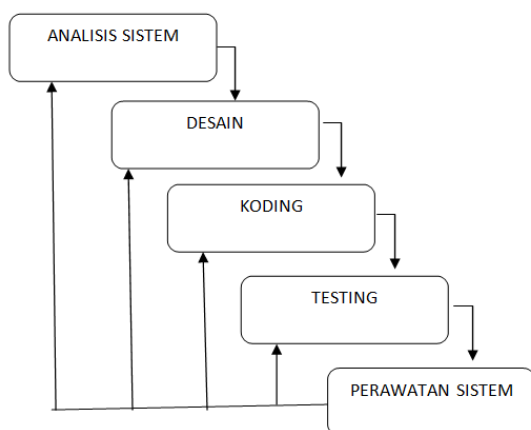 ANALISIS SISTEM
DESAIN
KODING
TESTING
PERAWATAN SISTEM